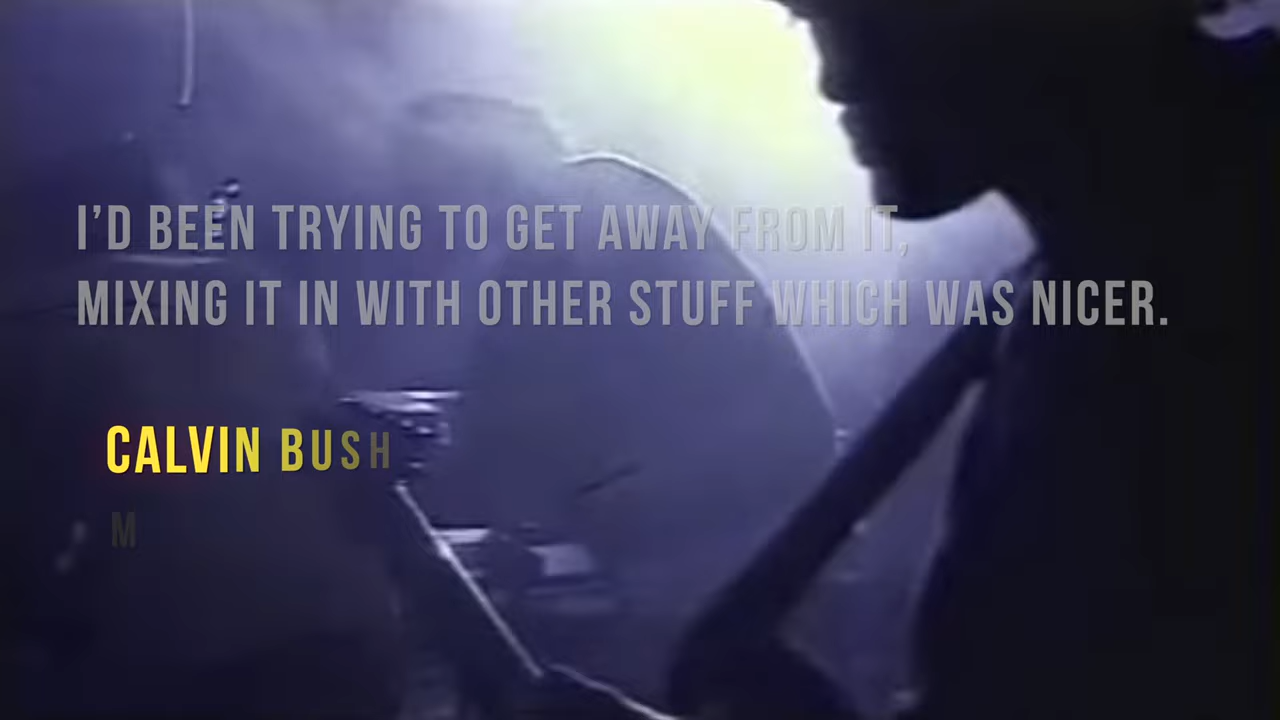 I'D BEEN TRYING TO GET AWAY FROM IT,
MIXING IT IN WITH OTHER STUFF WHICH WAS NICER.
CALVIN BUSH
M